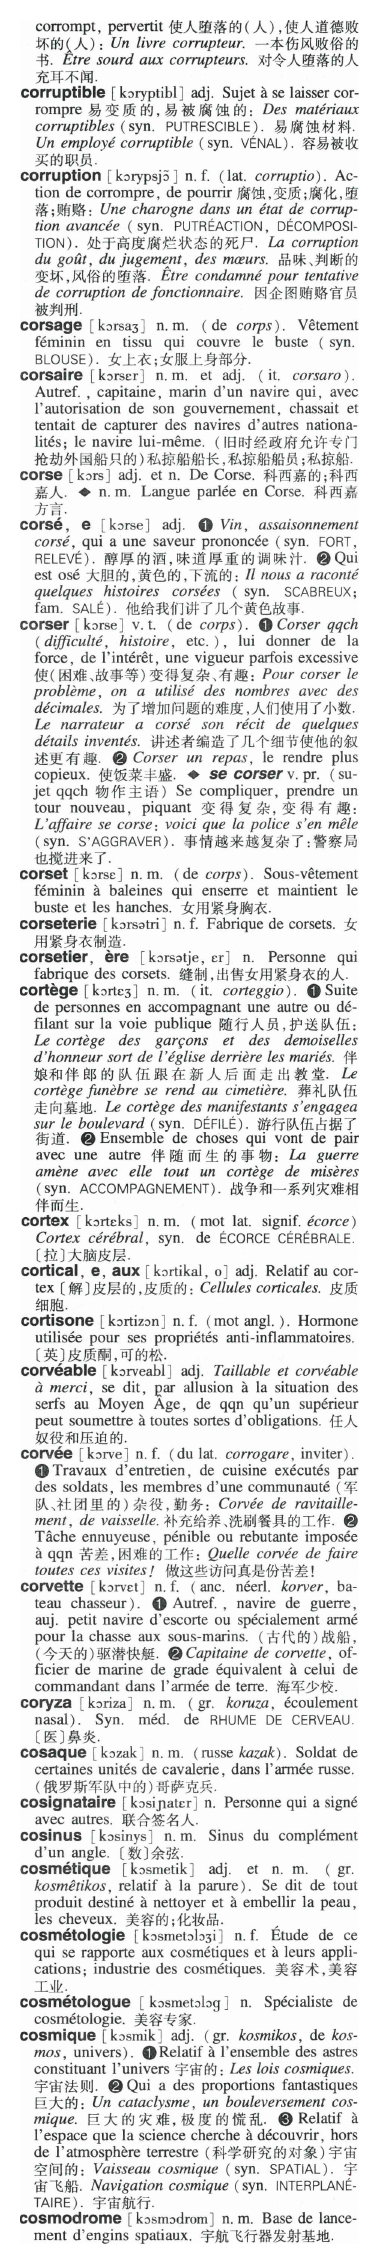 corrompt, pervertit 使人堕落的(人),使人道德败
坏的(人): Un livre corrupteur. 一本伤风败俗的
书. Être sourd aux corrupteurs. 对令人堕落的人
充耳不闻.
corruptible [kɔryptibl] adj. Sujet à se laisser cor-
rompre 易变质的,易被腐蚀的: Des matériaux
corruptibles (syn. PUTRESCIBLE). 易腐蚀材料.
Un employé corruptible (syn. VÉNAL). 容易被收
买的职员.
corruption [kɔrypsjɔ̃] n. f. (lat. corruptio). Ac-
tion de corrompre, de pourrir 腐蚀,变质;腐化,堕
落;贿赂: Une charogne dans un état de corrup-
tion avancée (syn. PUTRÉACTION, DÉCOMPOSI-
TION). 处于高度腐烂状态的死尸. La corruption
du goût, du jugement, des mœurs. 品味、判断的
变坏,风俗的堕落. Être condamné pour tentative
de corruption de fonctionnaire. 因企图贿赂官员
被判刑.
corsage [kɔrsaʒ] n. m. (de corps). Vêtement
féminin en tissu qui couvre le buste (syn.
BLOUSE). 女上衣;女服上身部分.
corsaire [kɔrsɛr] n. m. et adj. (it. corsaro).
Autref., capitaine, marin d'un navire qui, avec
l'autorisation de son gouvernement, chassait et
tentait de capturer des navires d'autres nationa-
lités; le navire lui-même. (旧时经政府允许专门
抢劫外国船只的)私掠船船长,私掠船船员;私掠船.
corse [kɔrs] adj. et n. De Corse. 科西嘉的;科西
嘉人. ◆ n. m. Langue parlée en Corse. 科西嘉
方言.
corsé, e [kɔrse] adj. ❶ Vin, assaisonnement
corsé, qui a une saveur prononcée (syn. FORT,
RELEVÉ). 醇厚的酒,味道厚重的调味汁. ❷ Qui
est osé 大胆的,黄色的,下流的: Il nous a raconté
quelques histoires corsées (syn. SCABREUX;
fam. SALÉ). 他给我们讲了几个黄色故事.
corser [kɔrse] v. t. (de corps). ❶ Corser qqch
(difficulté, histoire, etc.), lui donner de la
force, de l'intérêt, une vigueur parfois excessive
使(困难、故事等)变得复杂、有趣: Pour corser le
problème, on a utilisé des nombres avec des
décimales. 为了增加问题的难度,人们使用了小数.
Le narrateur a corsé son récit de quelques
détails inventés. 讲述者编造了几个细节使他的叙
述更有趣. ❷ Corser un repas, le rendre plus
copieux. 使饭菜丰盛. ◆ se corser v. pr. (su-
jet qqch 物作主语) Se compliquer, prendre un
tour nouveau, piquant 变得复杂,变得有趣:
L'affaire se corse: voici que la police s'en mêle
(syn. S'AGGRAVER). 事情越来越复杂了:警察局
也搅进来了.
corset [kɔrsɛ] n. m. (de corps). Sous-vêtement
féminin à baleines qui enserre et maintient le
buste et les hanches. 女用紧身胸衣.
corseterie [kɔrsətri] n. f. Fabrique de corsets. 女
用紧身衣制造.
corsetier, ère [kɔrsətje, ɛr] n. Personne qui
fabrique des corsets. 缝制,出售女用紧身衣的人.
cortège [kɔrtɛʒ] n. m. (it. corteggio). ❶ Suite
de personnes en accompagnant une autre ou dé-
filant sur la voie publique 随行人员,护送队伍:
Le cortège des garçons et des demoiselles
d'honneur sort de l'église derrière les mariés. 伴
娘和伴郎的队伍跟在新人后面走出教堂. Le
cortège funèbre se rend au cimetière. 葬礼队伍
走向墓地. Le cortège des manifestants s'engagea
sur le boulevard (syn. DÉFILÉ). 游行队伍占据了
街道. ❷ Ensemble de choses qui vont de pair
avec une autre 伴随而生的事物: La guerre
amène avec elle tout un cortège de misères
(syn. ACCOMPAGNEMENT). 战争和一系列灾难相
伴而生.
cortex [kɔrtɛks] n. m. (mot lat. signif. écorce)
Cortex cérébral, syn. de ÉCORCE CÉRÉBRALE.
[拉]大脑皮层.
cortical, e, aux [kɔrtikal, o] adj. Relatif au cor-
tex [解]皮层的,皮质的: Cellules corticales. 皮质
细胞.
cortisone [kɔrtizɔn] n. f. (mot angl.). Hormone
utilisée pour ses propriétés anti-inflammatoires.
[英]皮质酮,可的松.
corvéable [kɔrveabl] adj. Taillable et corvéable
à merci, se dit, par allusion à la situation des
serfs au Moyen Âge, de qqn qu'un supérieur
peut soumettre à toutes sortes d'obligations. 任人
奴役和压迫的.
corvée [kɔrve] n. f. (du lat. corrogare, inviter).
❶ Travaux d'entretien, de cuisine exécutés par
des soldats, les membres d'une communauté (军
队、社团里的)杂役,勤务: Corvée de ravitaille-
ment, de vaisselle. 补充给养、洗刷餐具的工作. ❷
Tâche ennuyeuse, pénible ou rebutante imposée
à qqn 苦差,困难的工作: Quelle corvée de faire
toutes ces visites! 做这些访问真是份苦差!
corvette [kɔrvɛt] n. f. (anc. néerl. korver, ba-
teau chasseur). ❶ Autref., navire de guerre,
auj. petit navire d'escorte ou spécialement armé
pour la chasse aux sous-marins. (古代的)战船,
(今天的)驱潜快艇. ❷ Capitaine de corvette, of-
ficier de marine de grade équivalent à celui de
commandant dans l'armée de terre. 海军少校.
coryza [kɔriza] n. m. (gr. koruza, écoulement
nasal). Syn. méd. de RHUME DE CERVEAU.
[医]鼻炎.
cosaque [kɔzak] n. m. (russe kazak). Soldat de
certaines unités de cavalerie, dans l'armée russe.
(俄罗斯军队中的)哥萨克兵.
cosignataire [kɔsiɲatɛr] n. Personne qui a signé
avec autres. 联合签名人.
cosinus [kɔsinys] n. m. Sinus du complément
d'un angle. [数]余弦.
cosmétique [kɔsmetik] adj. et n. m. (gr.
kosmêtikos, relatif à la parure). Se dit de tout
produit destiné à nettoyer et à embellir la peau,
les cheveux. 美容的;化妆品.
cosmétologie [kɔsmetɔlɔʒi] n. f. Étude de ce
qui se rapporte aux cosmétiques et à leurs appli-
cations; industrie des cosmétiques. 美容术,美容
工业.
cosmétologue [kɔsmetɔlɔg] n. Spécialiste de
cosmétologie. 美容专家.
cosmique [kɔsmik] adj. (gr. kosmikos, de kos-
mos, univers). ❶ Relatif à l'ensemble des astres
constituant l'univers 宇宙的: Les lois cosmiques.
宇宙法则. ❷ Qui a des proportions fantastiques
巨大的: Un cataclysme, un bouleversement cos-
mique. 巨大的灾难,极度的慌乱. ❸ Relatif à
l'espace que la science cherche à découvrir, hors
de l'atmosphère terrestre (科学研究的对象)宇宙
空间的: Vaisseau cosmique (syn. SPATIAL). 宇
宙飞船. Navigation cosmique (syn. INTERPLANÉ-
TAIRE). 宇宙航行.
cosmodrome [kɔsmɔdrom] n. m. Base de lance-
ment d'engins spatiaux. 宇航飞行器发射基地.